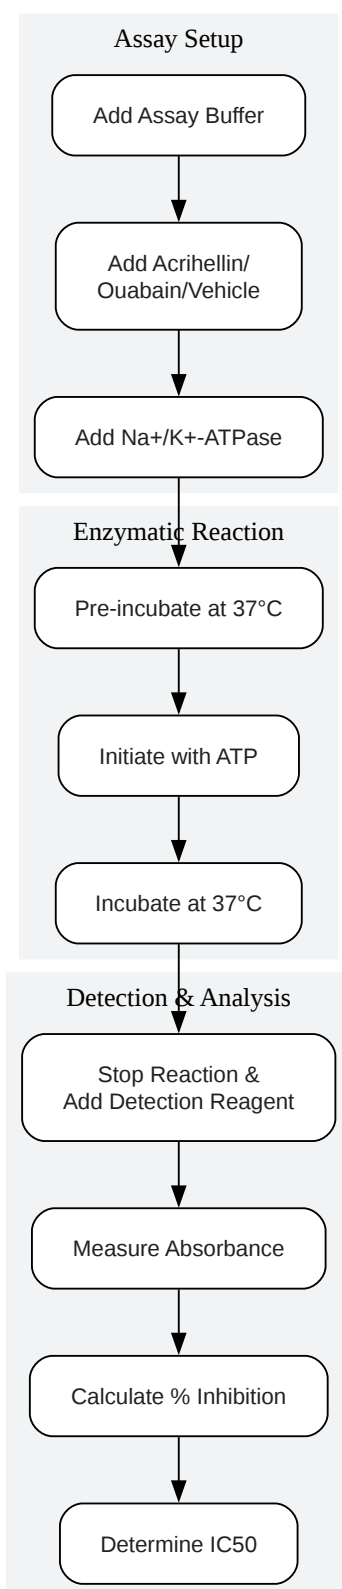 Assay Setup
Add Assay Buffer
Add Acrihellin/
Ouabain/Vehicle
Add Na+/K+-ATPase
Enzymatic Reaction
Pre-incubate at 37°C
Initiate with ATP
Incubate at 37°C
Detection & Analysis
Stop Reaction &
Add Detection Reagent
Measure Absorbance
Calculate % Inhibition
Determine IC50